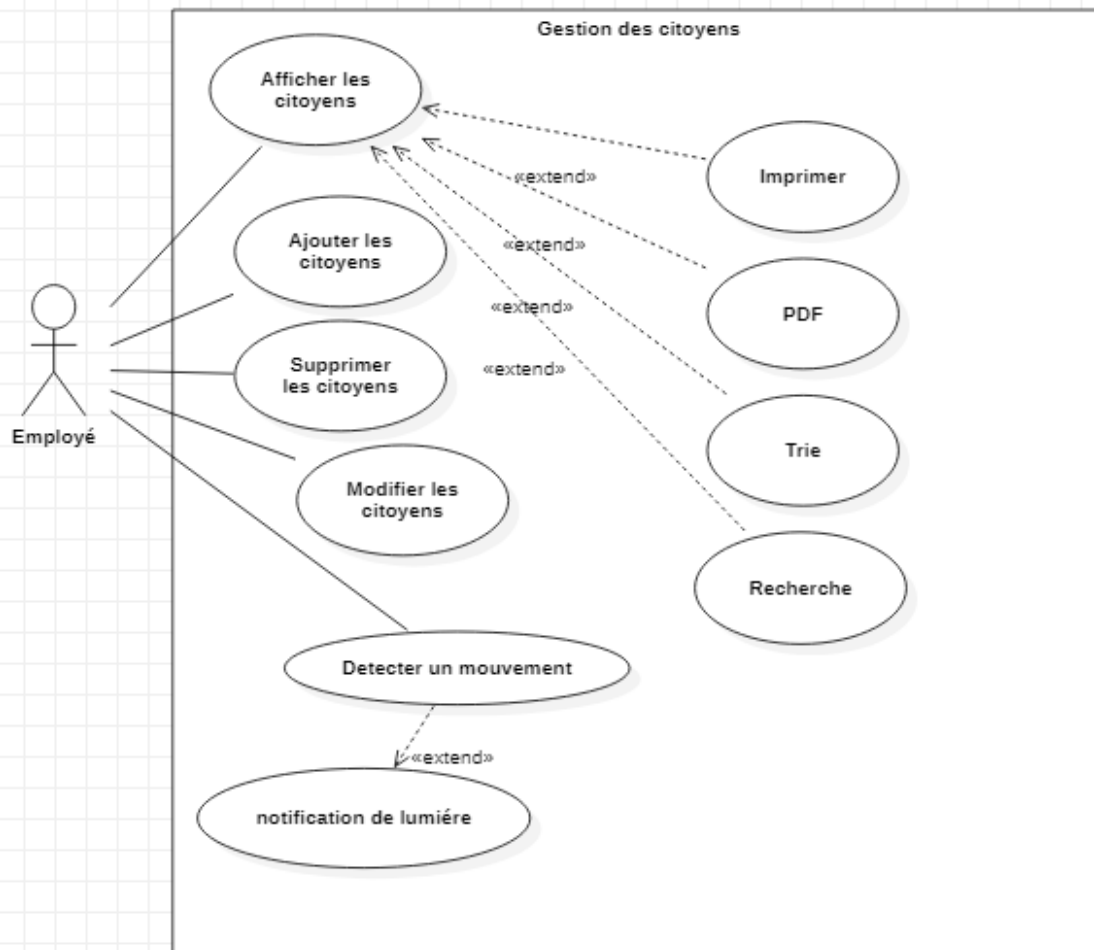 Gestion des citoyens
Afficher les
citoyens
Imprimer
«extend»
Ajouter les
citoyens
«extend»
«extend»
PDF
Supprimer
les citoyens
«extend»
Employé
Trie
Modifier les
citoyens
Recherche
Detecter un mouvement
«extend»
notification de lumiére